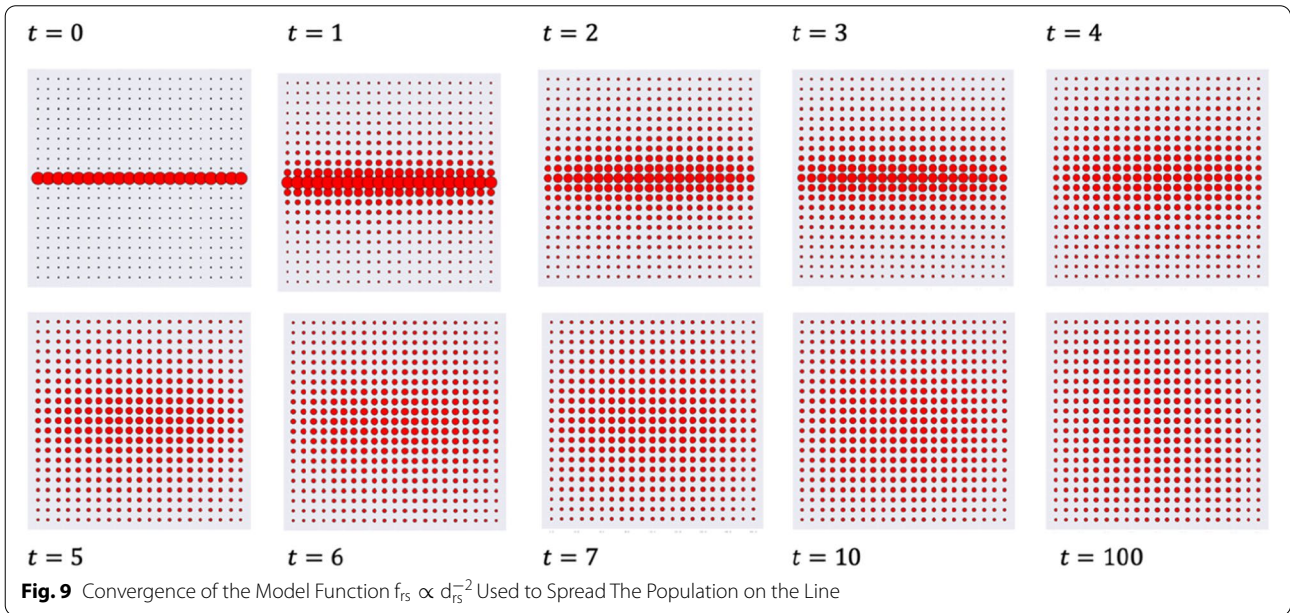 t = 0
t = 1
t = 2
t = 3
t = 4
t = 5
t = 6
t = 7
t = 10
t = 100
Fig. 9 Convergence of the Model Function f_rs ∝ d_rs^−2 Used to Spread The Population on the Line